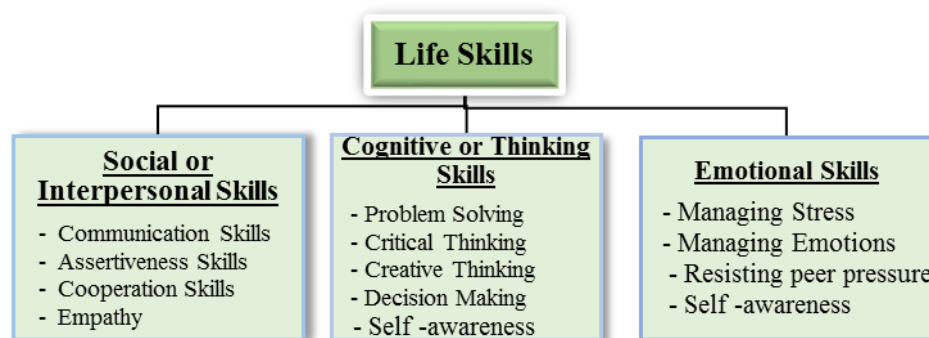 Life Skills
Social or
Interpersonal Skills
- Communication Skills
- Assertiveness Skills
- Cooperation Skills
- Empathy
Cognitive or Thinking
Skills
- Problem Solving
- Critical Thinking
- Creative Thinking
- Decision Making
- Self -awareness
Emotional Skills
- Managing Stress
- Managing Emotions
- Resisting peer pressure
- Self -awareness